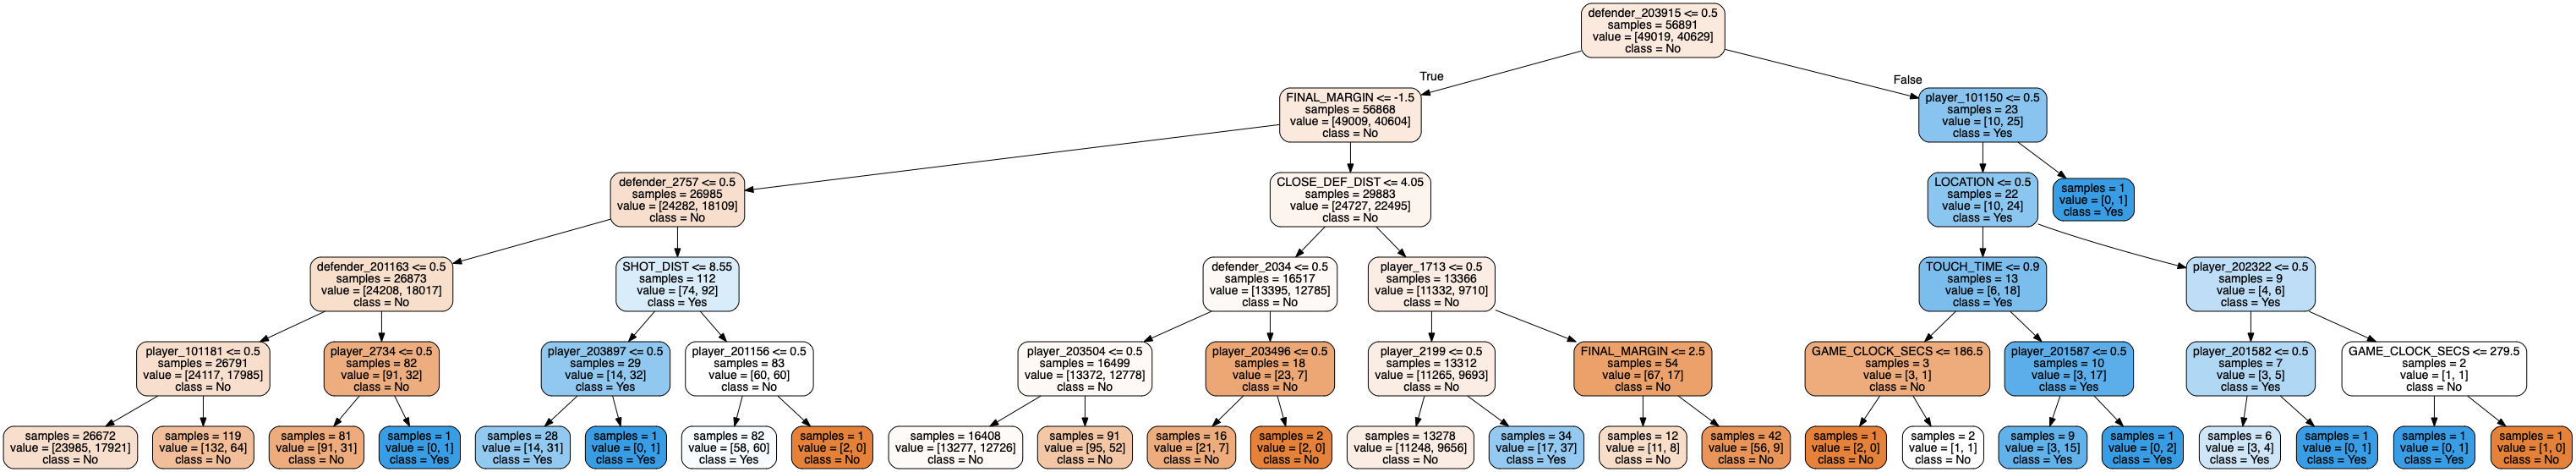 defender_203915 <= 0.5
samples = 56891
value = [49019, 40629]
class = No
True
False
FINAL_MARGIN <= -1.5
samples = 56868
value = [49009, 40604]
class = No
player_101150 <= 0.5
samples = 23
value = [10, 25]
class = Yes
defender_2757 <= 0.5
samples = 26985
value = [24282, 18109]
class = No
CLOSE_DEF_DIST <= 4.05
samples = 29883
value = [24727, 22495]
class = No
LOCATION <= 0.5
samples = 22
value = [10, 24]
class = Yes
samples = 1
value = [0, 1]
class = Yes
defender_201163 <= 0.5
samples = 26873
value = [24208, 18017]
class = No
SHOT_DIST <= 8.55
samples = 112
value = [74, 92]
class = Yes
defender_2034 <= 0.5
samples = 16517
value = [13395, 12785]
class = No
player_1713 <= 0.5
samples = 13366
value = [11332, 9710]
class = No
TOUCH_TIME <= 0.9
samples = 13
value = [6, 18]
class = Yes
player_202322 <= 0.5
samples = 9
value = [4, 6]
class = Yes
player_101181 <= 0.5
samples = 26791
value = [24117, 17985]
class = No
player_2734 <= 0.5
samples = 82
value = [91, 32]
class = No
player_203897 <= 0.5
samples = 29
value = [14, 32]
class = Yes
player_201156 <= 0.5
samples = 83
value = [60, 60]
class = No
player_203504 <= 0.5
samples = 16499
value = [13372, 12778]
class = No
player_203496 <= 0.5
samples = 18
value = [23, 7]
class = No
player_2199 <= 0.5
samples = 13312
value = [11265, 9693]
class = No
FINAL_MARGIN <= 2.5
samples = 54
value = [67, 17]
class = No
GAME_CLOCK_SECS <= 186.5
samples = 3
value = [3, 1]
class = No
player_201587 <= 0.5
samples = 10
value = [3, 17]
class = Yes
player_201582 <= 0.5
samples = 7
value = [3, 5]
class = Yes
GAME_CLOCK_SECS <= 279.5
samples = 2
value = [1, 1]
class = No
samples = 26672
value = [23985, 17921]
class = No
samples = 119
value = [132, 64]
class = No
samples = 81
value = [91, 31]
class = No
samples = 1
value = [0, 1]
class = Yes
samples = 28
value = [14, 31]
class = Yes
samples = 1
value = [0, 1]
class = Yes
samples = 82
value = [58, 60]
class = Yes
samples = 1
value = [2, 0]
class = No
samples = 16408
value = [13277, 12726]
class = No
samples = 91
value = [95, 52]
class = No
samples = 16
value = [21, 7]
class = No
samples = 2
value = [2, 0]
class = No
samples = 13278
value = [11248, 9656]
class = No
samples = 34
value = [17, 37]
class = Yes
samples = 12
value = [11, 8]
class = No
samples = 42
value = [56, 9]
class = No
samples = 1
value = [2, 0]
class = No
samples = 2
value = [1, 1]
class = No
samples = 9
value = [3, 15]
class = Yes
samples = 1
value = [0, 2]
class = Yes
samples = 6
value = [3, 4]
class = Yes
samples = 1
value = [0, 1]
class = Yes
samples = 1
value = [0, 1]
class = Yes
samples = 1
value = [1, 0]
class = No